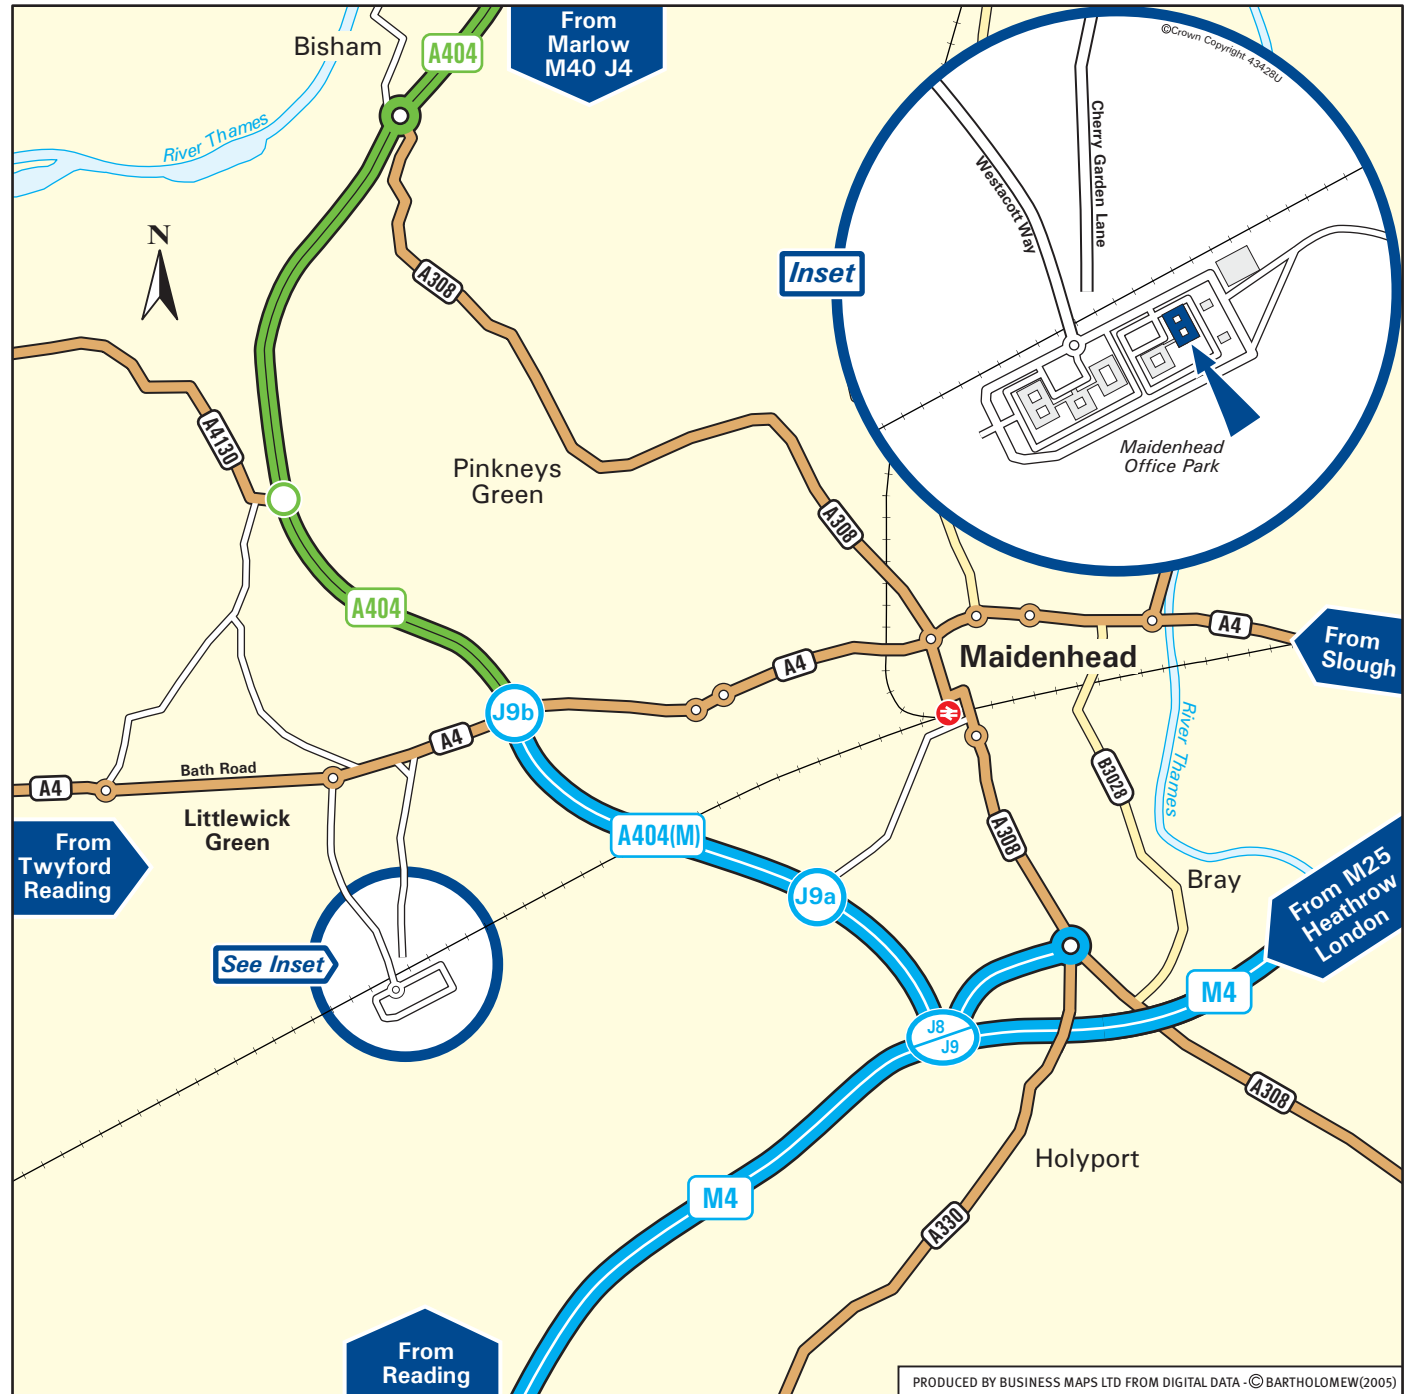 Bisham
A404
From
Marlow
M40 J4
©Crown Copyright 43428U
River Thames
Cherry Garden Lane
Westacott Way
N
Inset
A308
Maidenhead
Office Park
A4130
Pinkneys
Green
A308
A404
A4
From
Slough
Maidenhead
A4
J9b
A4
River Thames
Bath Road
A4
B3028
Littlewick
Green
A404(M)
A308
From
Twyford
Reading
Bray
From M25
Heathrow
London
J9a
See Inset
M4
J8
J9
A308
Holyport
M4
A330
From
Reading
PRODUCED BY BUSINESS MAPS LTD FROM DIGITAL DATA - © BARTHOLOMEW(2005)